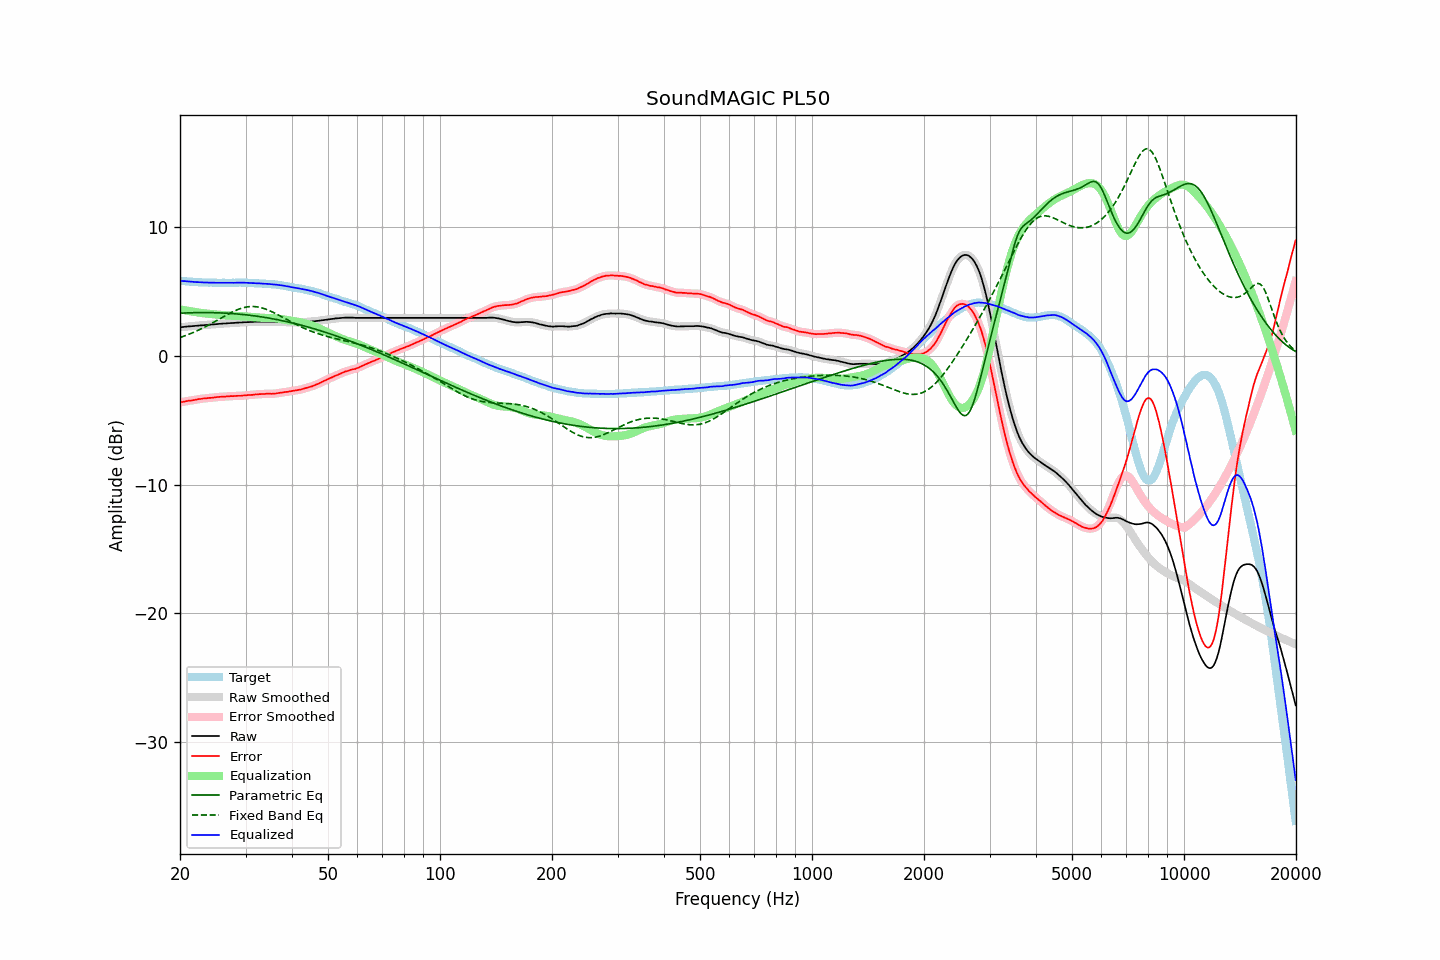 SoundMAGIC PL50
10
0
−10
−20
−30
Amplitude (dBr)
Target
Raw Smoothed
Error Smoothed
Raw
Error
Equalization
Parametric Eq
Fixed Band Eq
Equalized
20 50 100 200 500 1000 2000 5000 10000 20000
Frequency (Hz)